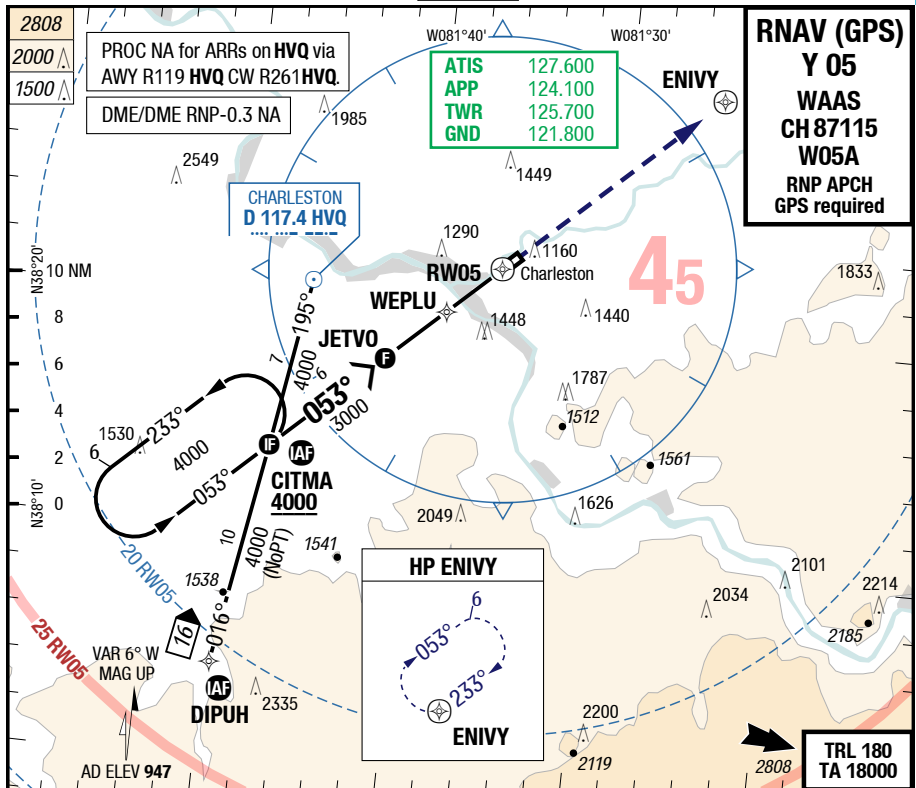 2808
2000
1500
PROC NA for ARRs on HVQ via
AWY R119 HVQ CW R261HVQ.
DME/DME RNP-0.3 NA
W081°40'
W081°30'
ATIS 127.600
APP 124.100
TWR 125.700
GND 121.800
ENIVY
RNAV (GPS)
Y 05
WAAS
CH 87115
W05A
RNP APCH
GPS required
1985
2549
1449
CHARLESTON
D 117.4 HVQ
1290
1160
RW05
Charleston
45
1833
N38°20'
10 NM
WEPLU
195°
8
JETVO
1448
1440
F
6
7
4000
6
053°
3000
1787
1512
4
1530
233°
6
4000
IF
IAF
2
053°
CITMA
4000
1561
N38°10'
0
2049
1626
10
4000
(NoPT)
1541
HP ENIVY
20 RW05
1538
2101
6
053°
2034
2214
16
016°
2185
25 RW05
VAR 6° W
MAG UP
233°
IAF
DIPUH
2335
ENIVY
2200
2119
2808
AD ELEV 947
TRL 180
TA 18000